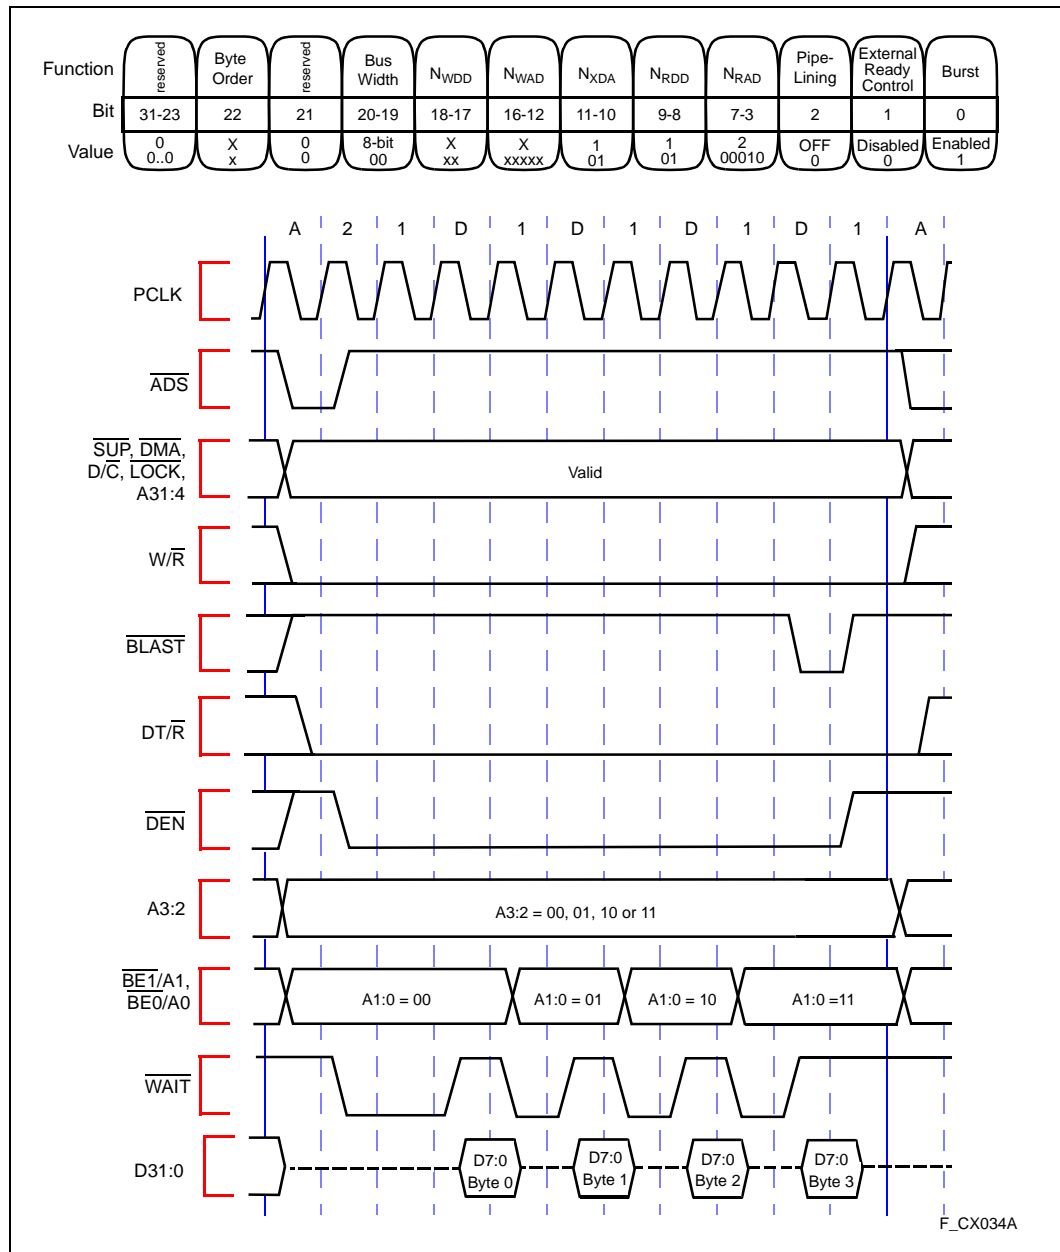 Function reserved Byte Order reserved Bus Width NWDD NWAD NXDA NRDD NRAD Pipe-Lining External Ready Control Burst
Bit 31-23 22 21 20-19 18-17 16-12 11-10 9-8 7-3 2 1 0
Value 0 X 0 8-bit X X 1 1 2 OFF Disabled Enabled
0..0 x 0 00 xx xxxxx 01 01 00010 0 0 1
A 2 1 D 1 D 1 D 1 D 1 A
PCLK
ADS
SUP, DMA,
D/C, LOCK,
A31:4
Valid
W/R
BLAST
DT/R
DEN
A3:2
A3:2 = 00, 01, 10 or 11
BE1/A1,
BE0/A0
A1:0 = 00 A1:0 = 01 A1:0 = 10 A1:0 =11
WAIT
D31:0
D7:0 D7:0 D7:0 D7:0
Byte 0 Byte 1 Byte 2 Byte 3
F_CX034A